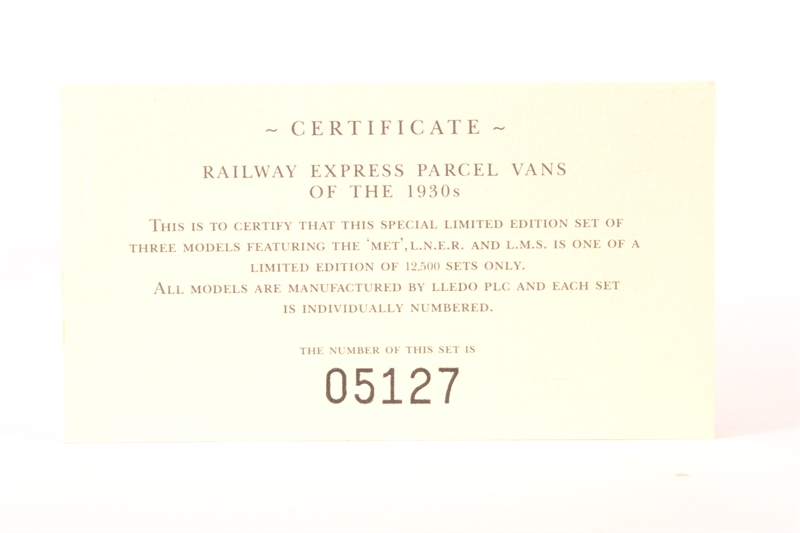 ~ CERTIFICATE ~
RAILWAY EXPRESS PARCEL VANS
OF THE 1930s
THIS IS TO CERTIFY THAT THIS SPECIAL LIMITED EDITION SET OF
THREE MODELS FEATURING THE 'MET', L.N.E.R. AND L.M.S. IS ONE OF A
LIMITED EDITION OF 12,500 SETS ONLY.
ALL MODELS ARE MANUFACTURED BY LLEDO PLC AND EACH SET
IS INDIVIDUALLY NUMBERED.
THE NUMBER OF THIS SET IS
05127